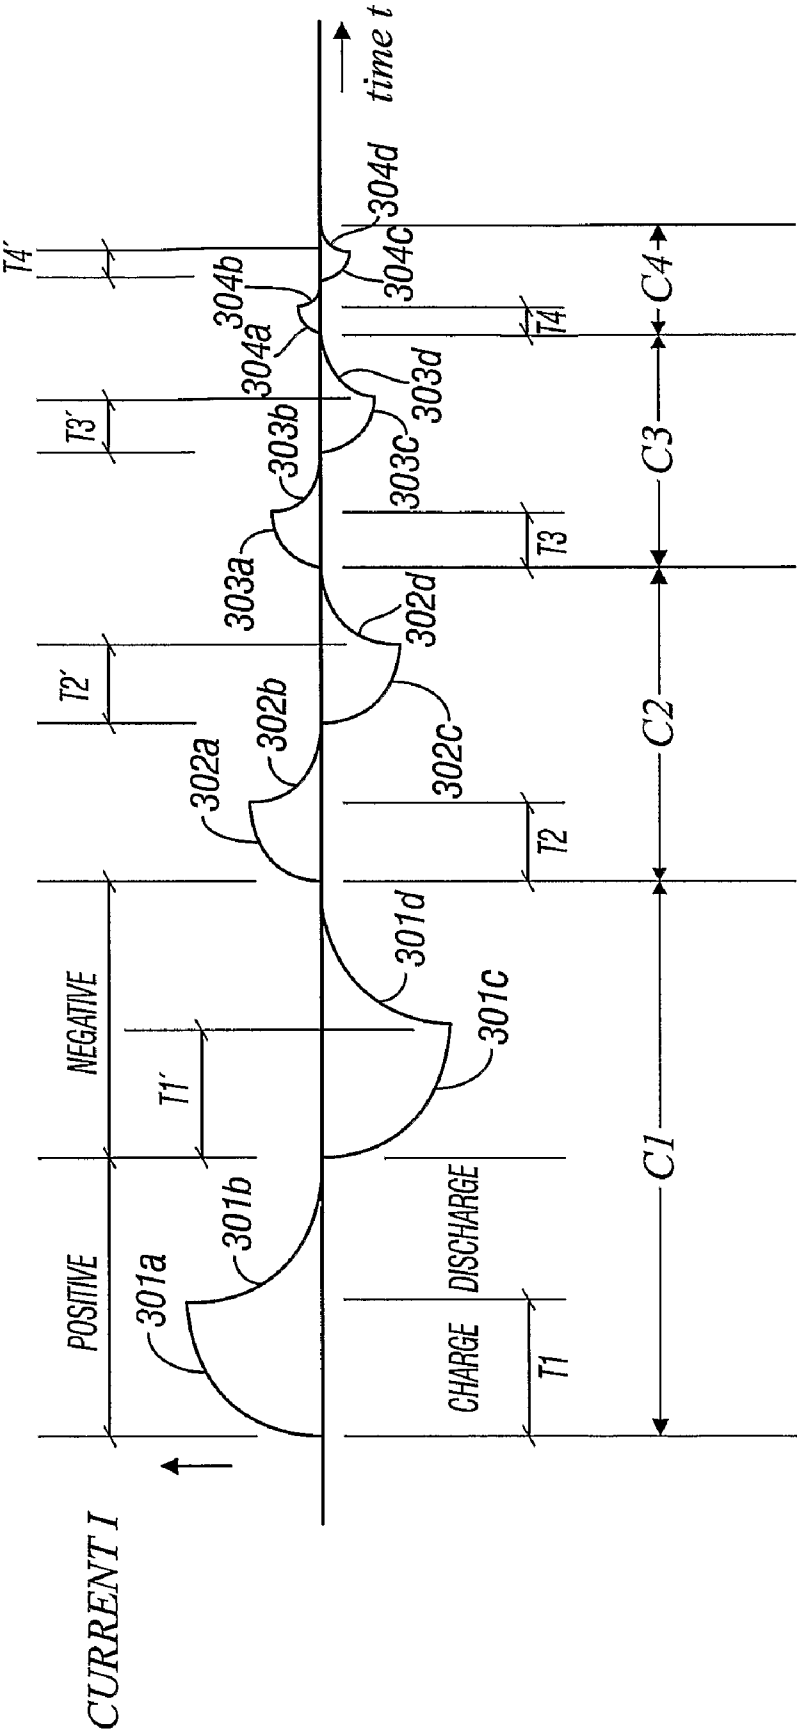 CURRENT I
POSITIVE
NEGATIVE
T1′
T2′
T3′
T4′
301a
301b
302a
302b
303a
303b
304a
304b
time t
301c
301d
302c
302d
303c
303d
304c
304d
CHARGE
DISCHARGE
T1
T2
T3
T4
C1
C2
C3
C4